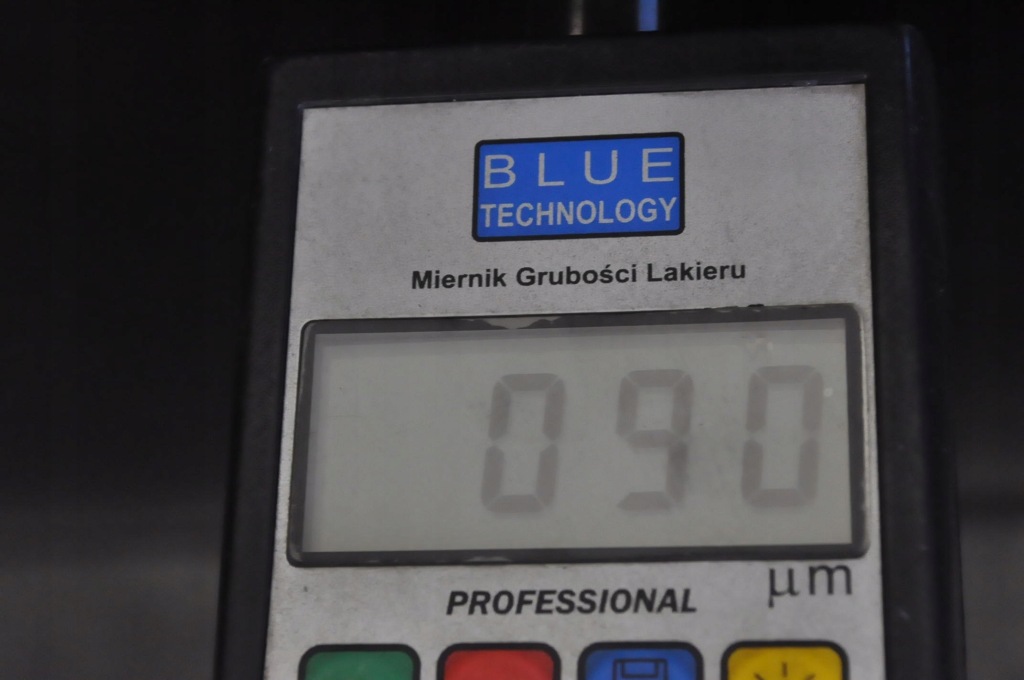 BLUE
TECHNOLOGY
Miernik Grubości Lakieru
090
µm
PROFESSIONAL